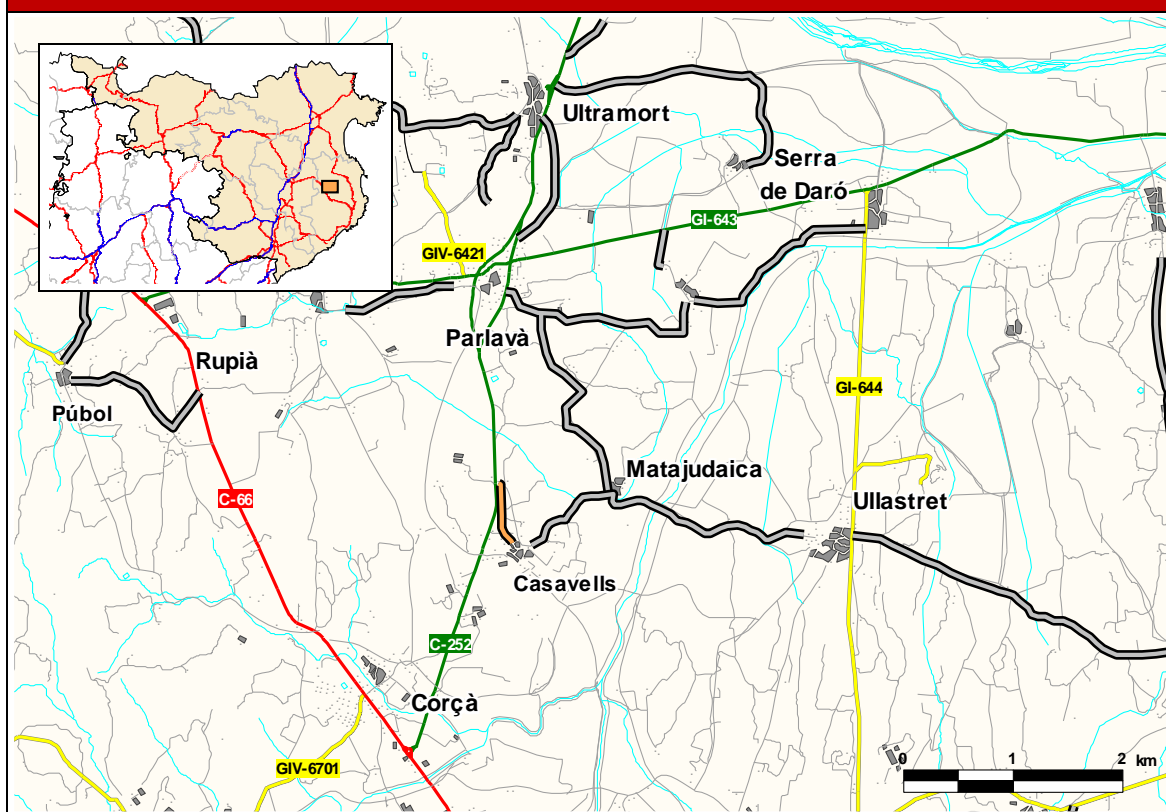 Ultramort
Serra
de Daró
GI-643
GIV-6421
Parlavà
Rupià
GI-644
Púbol
Matajudaica
C-66
Ullastret
Casavells
C-252
Corçà
GIV-6701
0 1 2 km